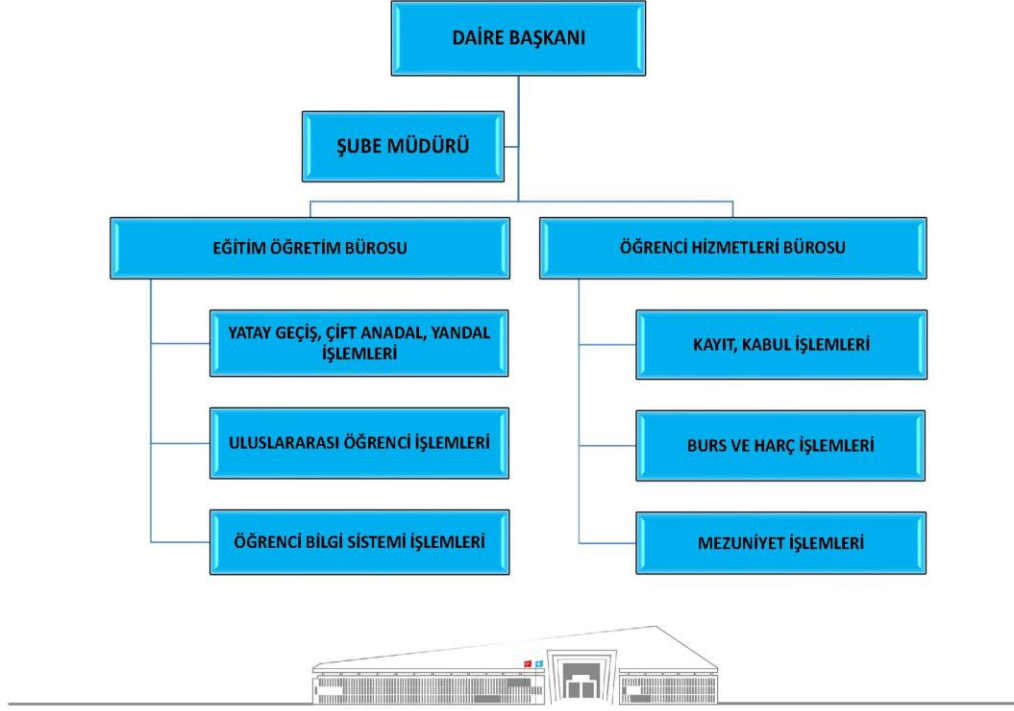 DAİRE BAŞKANI
ŞUBE MÜDÜRÜ
EĞİTİM ÖĞRETİM BÜROSU
YATAY GEÇİŞ, ÇİFT ANADAL, YANDAL
İŞLEMLERİ
ULUSLARARASI ÖĞRENCİ İŞLEMLERİ
ÖĞRENCİ BİLGİ SİSTEMİ İŞLEMLERİ
ÖĞRENCİ HİZMETLERİ BÜROSU
KAYIT, KABUL İŞLEMLERİ
BURS VE HARÇ İŞLEMLERİ
MEZUNİYET İŞLEMLERİ